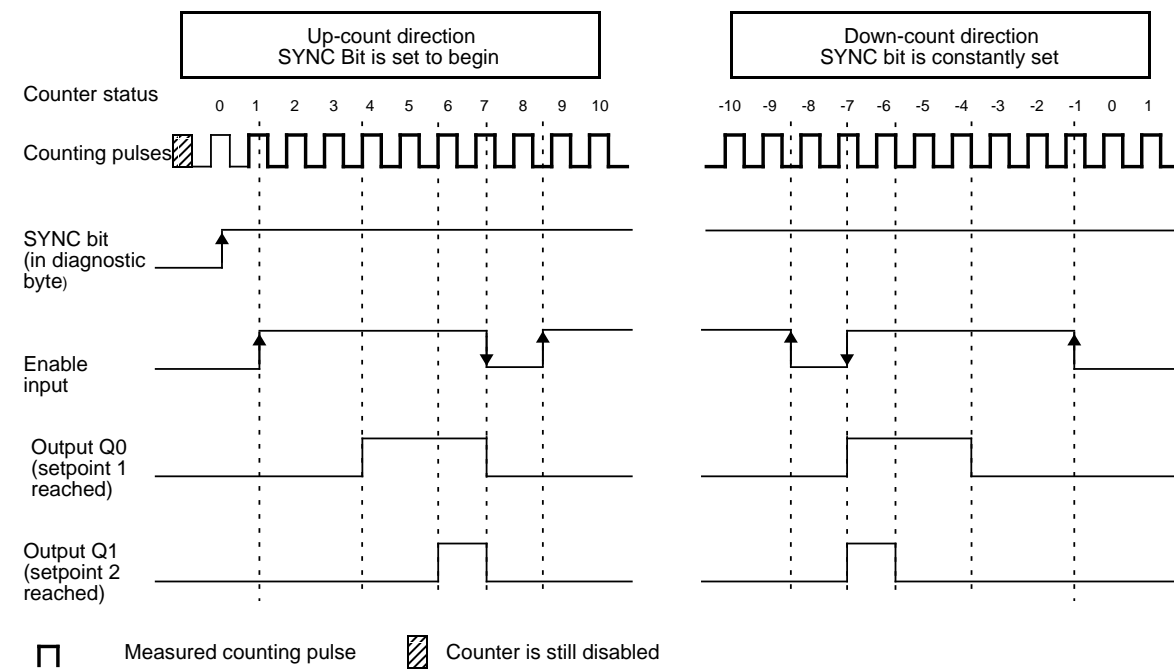 Up-count direction
SYNC Bit is set to begin
Down-count direction
SYNC bit is constantly set
Counter status
0 1 2 3 4 5 6 7 8 9 10
-10 -9 -8 -7 -6 -5 -4 -3 -2 -1 0 1
Counting pulses
SYNC bit
(in diagnostic
byte)
Enable
input
Output Q0
(setpoint 1
reached)
Output Q1
(setpoint 2
reached)
Measured counting pulse
Counter is still disabled